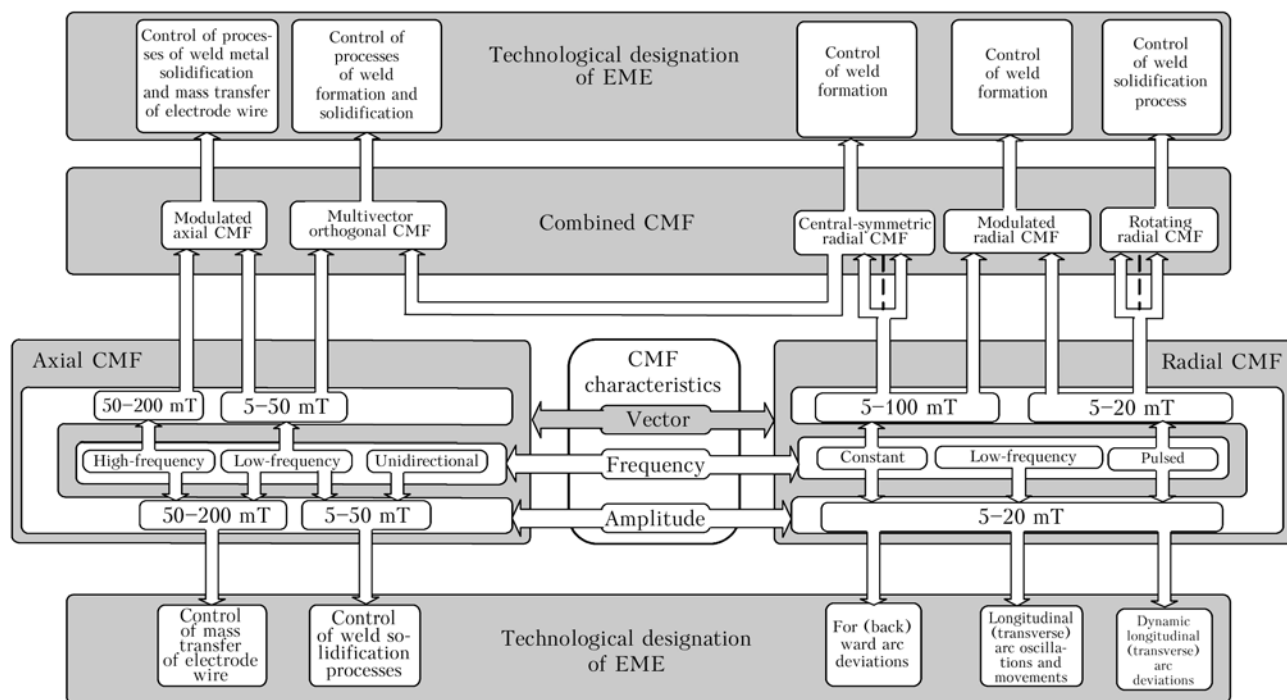 Control of proces-
ses of weld metal
solidification
and mass transfer
of electrode wire
Control of
processes
of weld
formation and
solidification
Technological designation
of EME
Control
of weld
formation
Control
of weld
formation
Control
of weld
solidification
process
Modulated
axial CMF
Multivector
orthogonal CMF
Combined CMF
Central-symmetric
radial CMF
Modulated
radial CMF
Rotating
radial CMF
Axial CMF
CMF
characteristics
Radial CMF
50–200 mT
5–50 mT
Vector
5–100 mT
5–20 mT
High-frequency
Low-frequency
Unidirectional
Frequency
Constant
Low-frequency
Pulsed
50–200 mT
5–50 mT
Amplitude
5–20 mT
Control
of mass
transfer
of electrode
wire
Control
of weld so-
lidification
processes
Technological designation
of EME
For (back)
ward arc
deviations
Longitudinal
(transverse)
arc oscilla-
tions and
movements
Dynamic
longitudinal
(transverse) arc
deviations